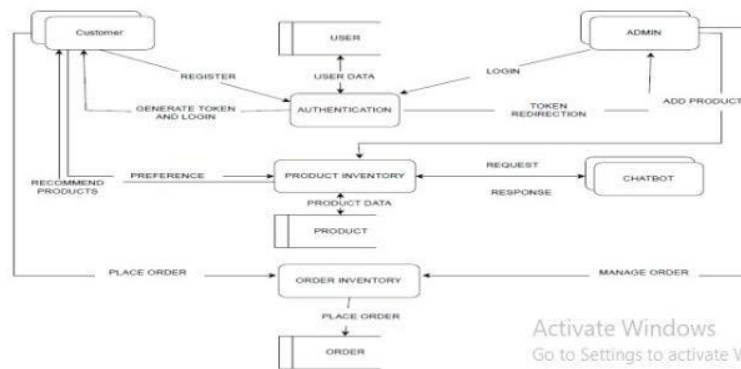 Customer
USER
ADMIN
REGISTER
USER DATA
LOGIN
GENERATE TOKEN
AND LOGIN
AUTHENTICATION
TOKEN
REDIRECTION
ADD PRODUCT
RECOMMEND
PRODUCTS
PREFERENCE
PRODUCT INVENTORY
REQUEST
RESPONSE
CHATBOT
PRODUCT DATA
PRODUCT
PLACE ORDER
ORDER INVENTORY
MANAGE ORDER
PLACE ORDER
ORDER
Activate Windows
Go to Settings to activate W